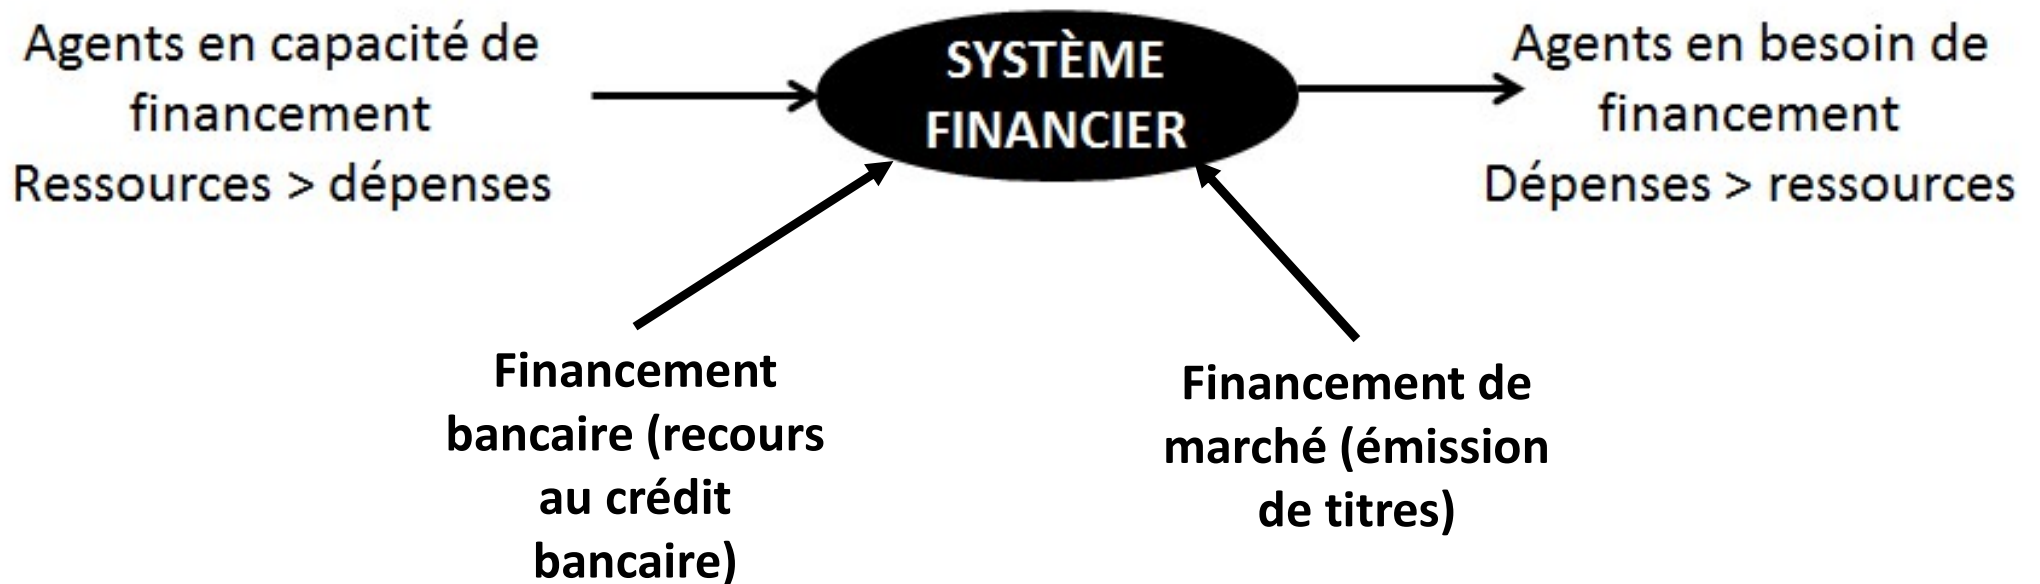 Agents en capacité de
financement
Ressources > dépenses
SYSTÈME
FINANCIER
Agents en besoin de
financement
Dépenses > ressources
Financement
bancaire (recours
au crédit
bancaire)
Financement de
marché (émission
de titres)